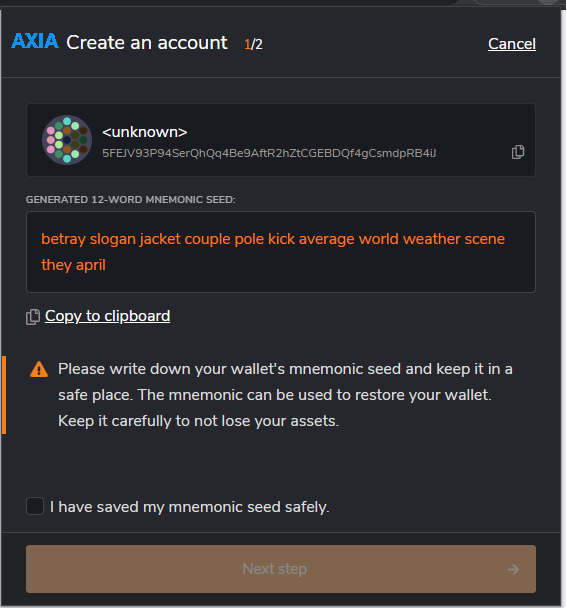 AXIA Create an account 1/2 Cancel
<unknown>
5FEJV93P94SerQhQq4Be9AftR2hZtCGEBDQf4gCsmdpRB4iJ
GENERATED 12-WORD MNEMONIC SEED:
betray slogan jacket couple pole kick average world weather scene
they april
Copy to clipboard
Please write down your wallet's mnemonic seed and keep it in a
safe place. The mnemonic can be used to restore your wallet.
Keep it carefully to not lose your assets.
I have saved my mnemonic seed safely.
Next step